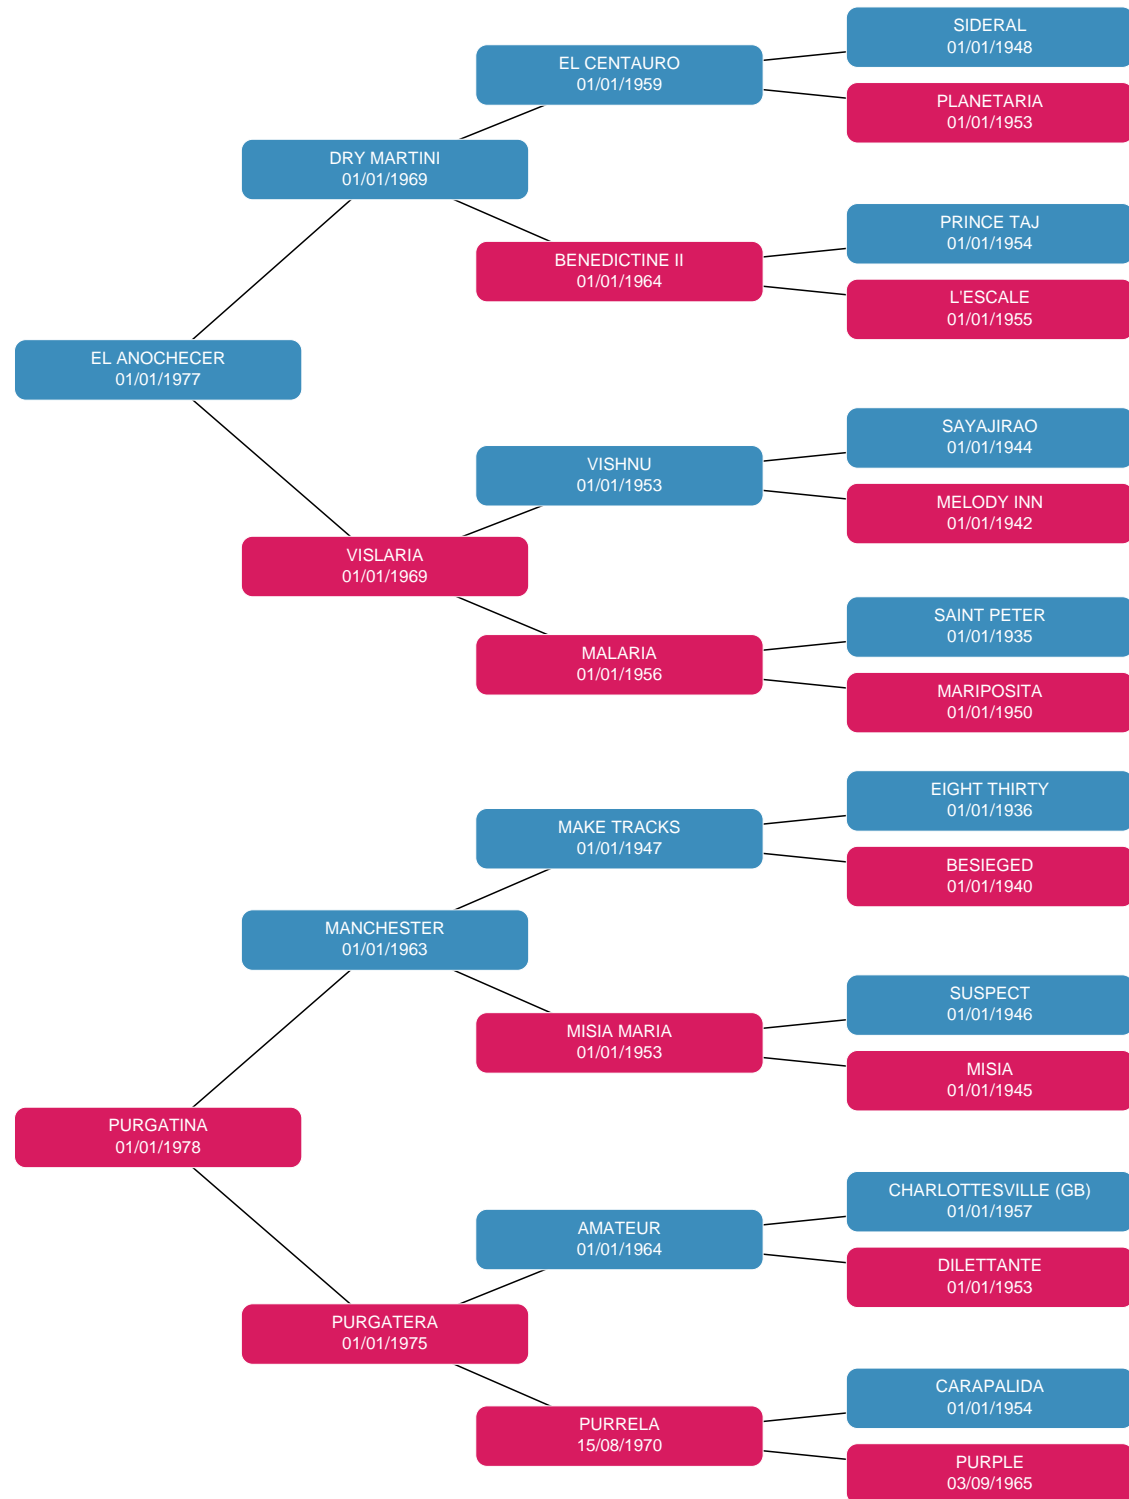 SIDERAL
01/01/1948
EL CENTAURO
01/01/1959
PLANETARIA
01/01/1953
DRY MARTINI
01/01/1969
PRINCE TAJ
01/01/1954
BENEDICTINE II
01/01/1964
L'ESCALE
01/01/1955
EL ANOCHECER
01/01/1977
SAYAJIRAO
01/01/1944
VISHNU
01/01/1953
MELODY INN
01/01/1942
VISLARIA
01/01/1969
SAINT PETER
01/01/1935
MALARIA
01/01/1956
MARIPOSITA
01/01/1950
EIGHT THIRTY
01/01/1936
MAKE TRACKS
01/01/1947
BESIEGED
01/01/1940
MANCHESTER
01/01/1963
SUSPECT
01/01/1946
MISIA MARIA
01/01/1953
MISIA
01/01/1945
PURGATINA
01/01/1978
CHARLOTTESVILLE (GB)
01/01/1957
AMATEUR
01/01/1964
DILETTANTE
01/01/1953
PURGATERA
01/01/1975
CARAPALIDA
01/01/1954
PURRELA
15/08/1970
PURPLE
03/09/1965